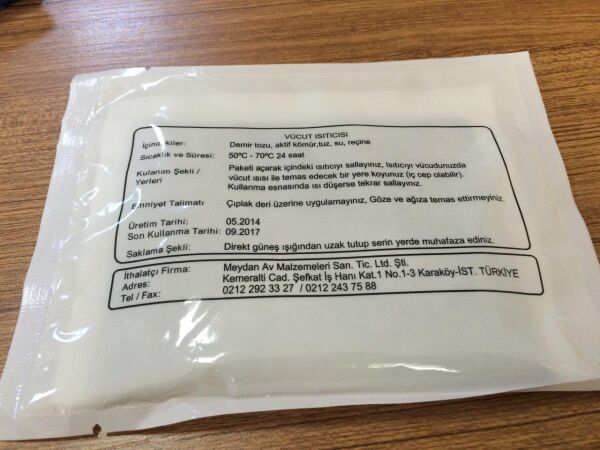 VÜCUT ISITICISI
İçindekiler: Demir tozu, aktif kömür,tuz, su, reçine
Sıcaklık ve Süresi: 50ºC - 70ºC 24 saat
Kulanım Şekli / Paketi açarak içindeki ısıtıcıyı sallayınız, Isıtıcıyı vücudunuzda
Yerleri vücut ısısı ile temas edecek bir yere koyunuz (iç cep olabilir).
Kullanma esnasında ısı düşerse tekrar sallayınız.
Emniyet Talimatı Çıplak deri üzerine uygulamayınız, Göze ve ağıza temas ettirmeyiniz.
Üretim Tarihi: 05.2014
Son Kullanma Tarihi: 09.2017
Saklama Şekli: Direkt güneş ışığından uzak tutup serin yerde muhafaza ediniz.
İthalatçı Firma: Meydan Av Malzemeleri San. Tic. Ltd. Şti.
Adres: Kemeralti Cad. Şefkat İş Hanı Kat.1 No.1-3 Karaköy-İST. TÜRKİYE
Tel / Fax: 0212 292 33 27 / 0212 243 75 88